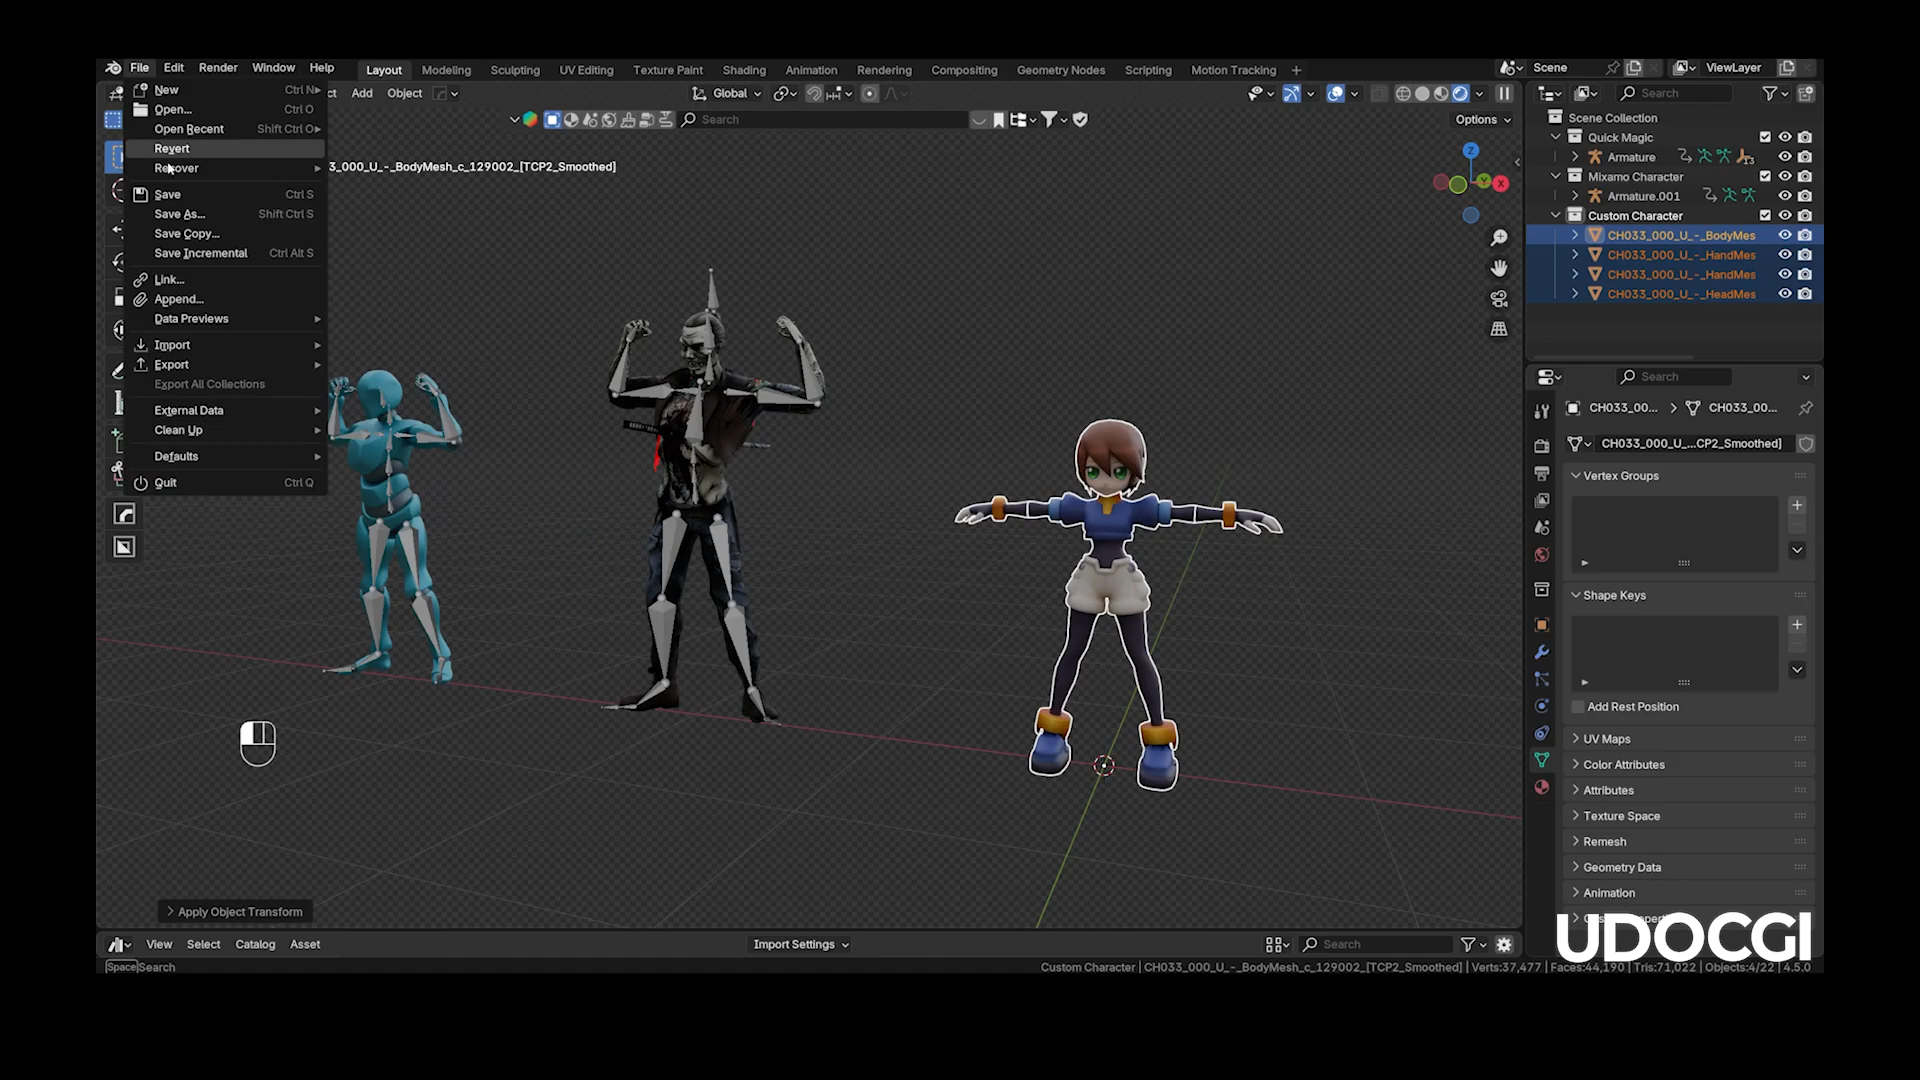 File Edit Render Window Help
Layout Modeling Sculpting UV Editing Texture Paint Shading Animation Rendering Compositing Geometry Nodes Scripting Motion Tracking +
Scene
ViewLayer
New Ctrl N
Open... Ctrl O
Open Recent Shift Ctrl O
Revert
Recover
Save Ctrl S
Save As... Shift Ctrl S
Save Copy...
Save Incremental Ctrl Alt S
Link...
Append...
Data Previews
Import
Export
Export All Collections
External Data
Clean Up
Defaults
Quit Ctrl Q
ct Add Object
Global
Search
Options
3_000_U_-_BodyMesh_c_129002_[TCP2_Smoothed]
Z
Y
X
Search
Scene Collection
Quick Magic
Armature
Mixamo Character
Armature.001
Custom Character
CH033_000_U_-_BodyMes
CH033_000_U_-_HandMes
CH033_000_U_-_HandMes
CH033_000_U_-_HeadMes
Search
CH033_00... CH033_00...
CH033_000_U_...CP2_Smoothed]
Vertex Groups
Shape Keys
Add Rest Position
UV Maps
Color Attributes
Attributes
Texture Space
Remesh
Geometry Data
Animation
UDOCGI
Apply Object Transform
View Select Catalog Asset
Import Settings
Search
Space Search
Custom Character | CH033_000_U_-_BodyMesh_c_129002_[TCP2_Smoothed] | Verts:37,477 | Faces:44,190 | Tris:71,022 | Objects:4/22 | 4.5.0